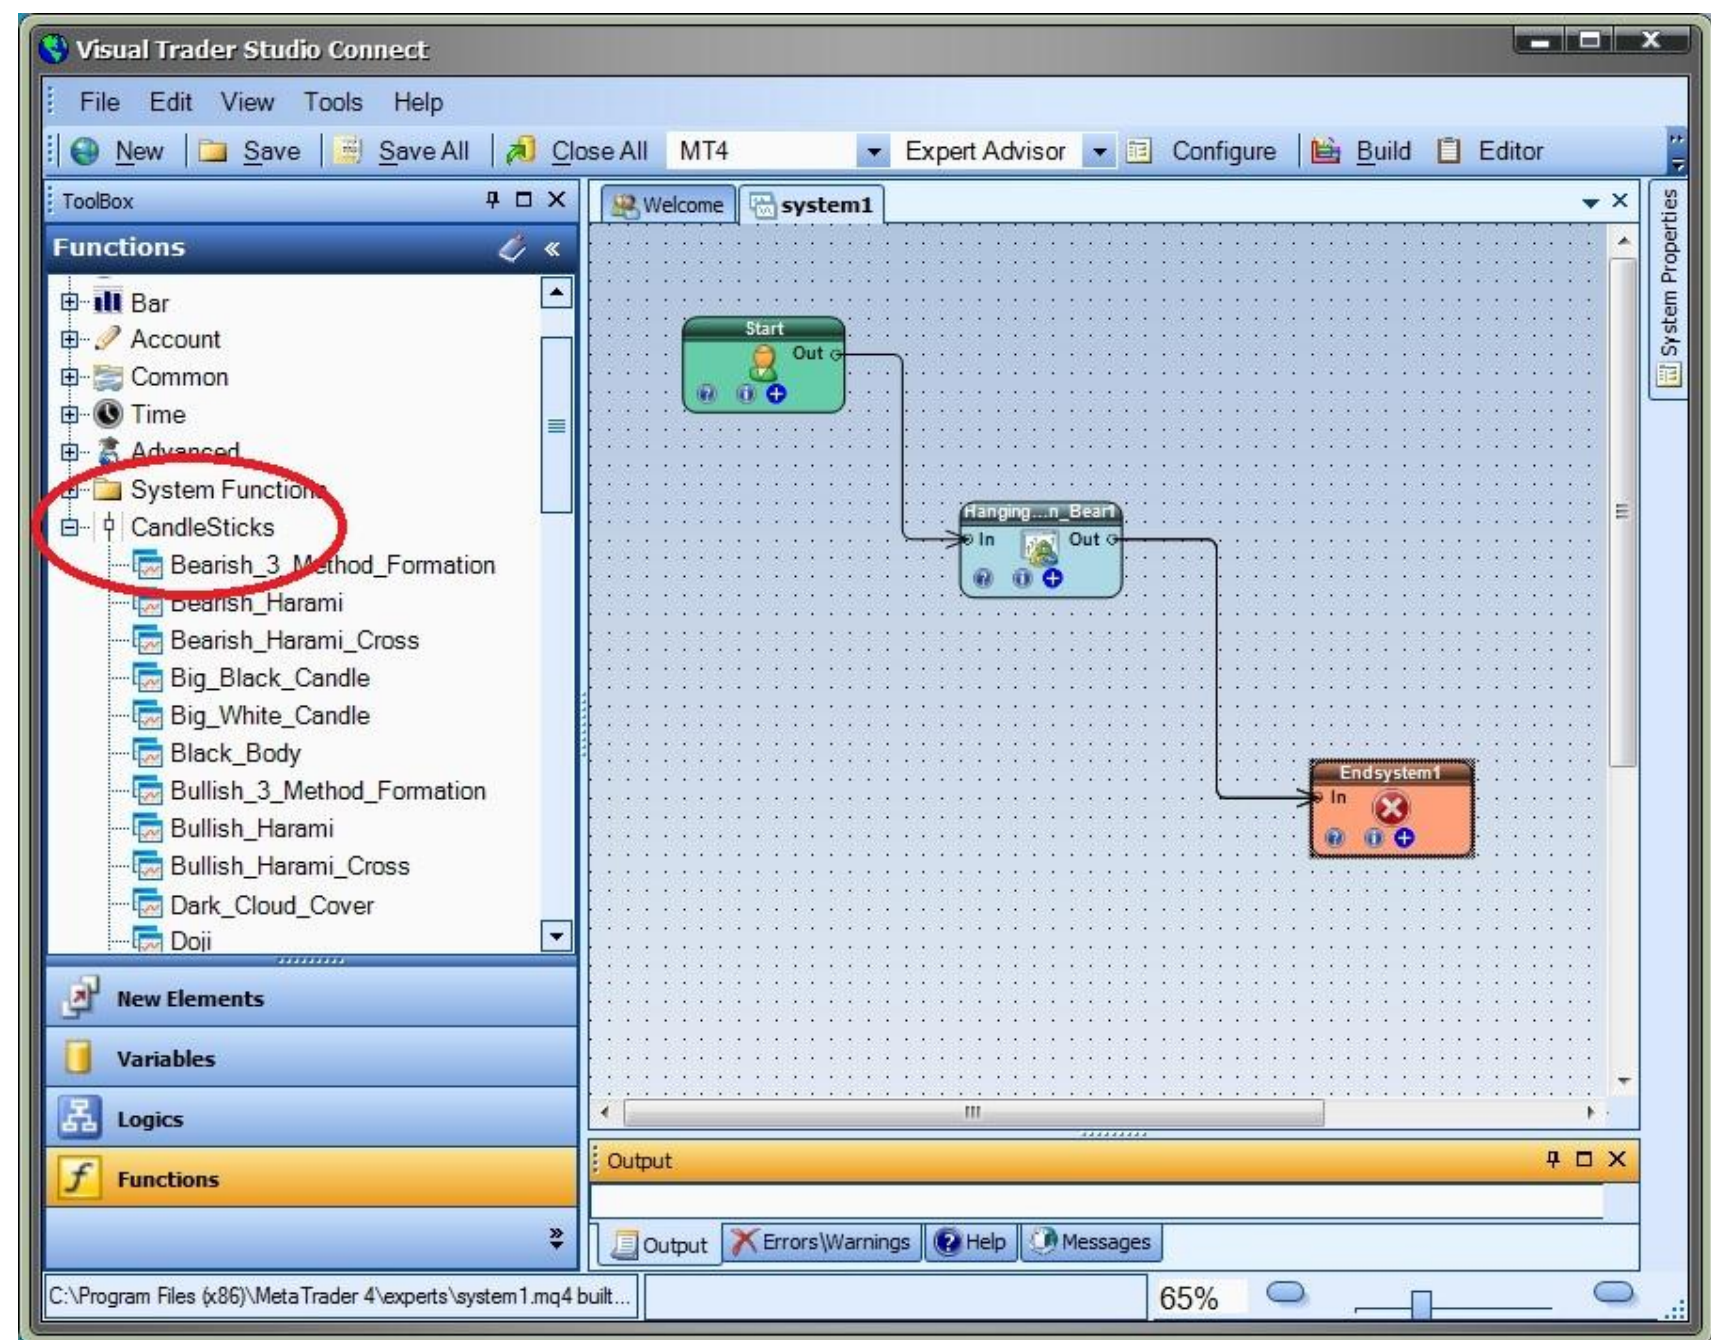 Visual Trader Studio Connect
File Edit View Tools Help
New Save Save All Close All MT4 Expert Advisor Configure Build Editor
ToolBox
Functions
Bar
Account
Common
Time
Advanced
System Functions
CandleSticks
Bearish_3_Method_Formation
Bearish_Harami
Bearish_Harami_Cross
Big_Black_Candle
Big_White_Candle
Black_Body
Bullish_3_Method_Formation
Bullish_Harami
Bullish_Harami_Cross
Dark_Cloud_Cover
Doji
New Elements
Variables
Logics
Functions
Welcome system1
Start
Out
Hanging...n_Bear1
In Out
Endsystem1
In
System Properties
Output
Output Errors\Warnings Help Messages
C:\Program Files (x86)\MetaTrader 4\experts\system1.mq4 built...
65%